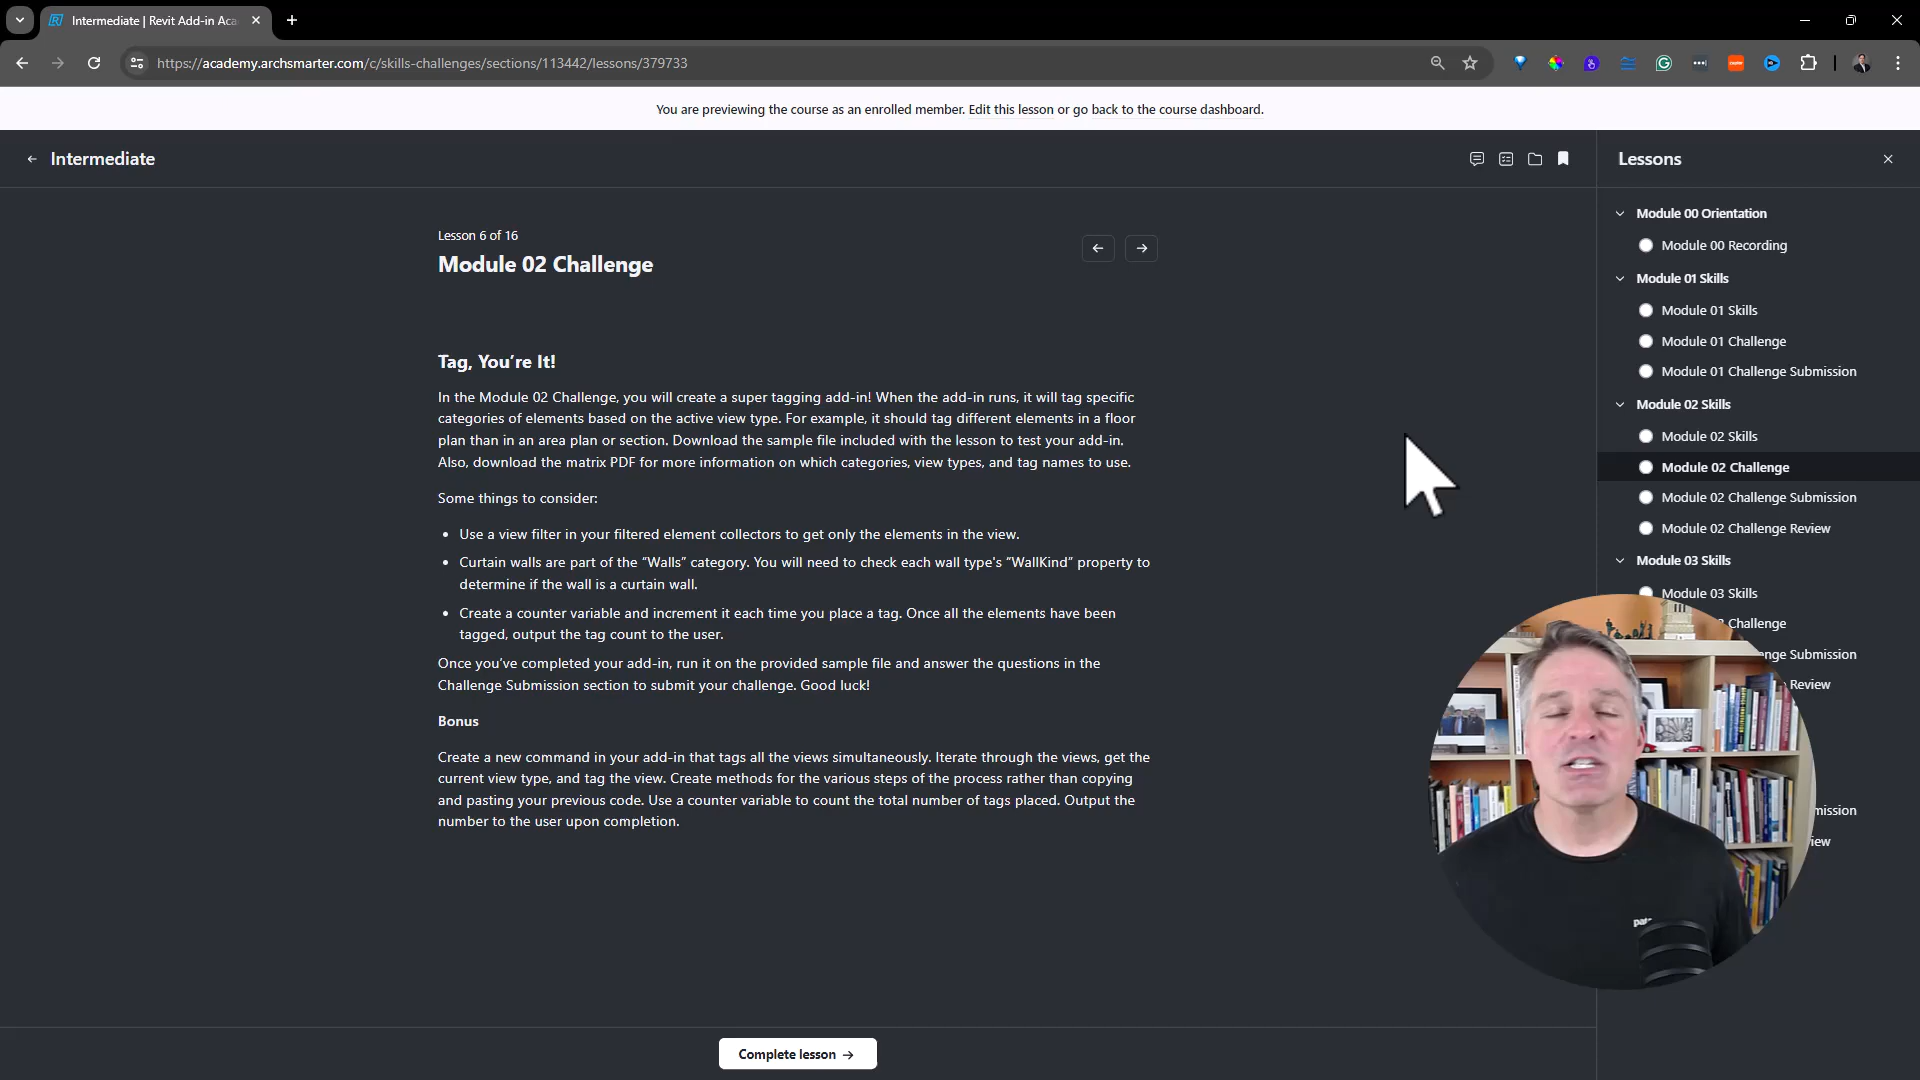 Intermediate | Revit Add-in Aca
https://academy.archsmarter.com/c/skills-challenges/sections/113442/lessons/379733
You are previewing the course as an enrolled member. Edit this lesson or go back to the course dashboard.
Intermediate
Lesson 6 of 16
Module 02 Challenge
Tag, You're It!
In the Module 02 Challenge, you will create a super tagging add-in! When the add-in runs, it will tag specific
categories of elements based on the active view type. For example, it should tag different elements in a floor
plan than in an area plan or section. Download the sample file included with the lesson to test your add-in.
Also, download the matrix PDF for more information on which categories, view types, and tag names to use.
Some things to consider:
• Use a view filter in your filtered element collectors to get only the elements in the view.
• Curtain walls are part of the “Walls” category. You will need to check each wall type's “WallKind” property to
determine if the wall is a curtain wall.
• Create a counter variable and increment it each time you place a tag. Once all the elements have been
tagged, output the tag count to the user.
Once you’ve completed your add-in, run it on the provided sample file and answer the questions in the
Challenge Submission section to submit your challenge. Good luck!
Bonus
Create a new command in your add-in that tags all the views simultaneously. Iterate through the views, get the
current view type, and tag the view. Create methods for the various steps of the process rather than copying
and pasting your previous code. Use a counter variable to count the total number of tags placed. Output the
number to the user upon completion.
Complete lesson →
Lessons
Module 00 Orientation
Module 00 Recording
Module 01 Skills
Module 01 Skills
Module 01 Challenge
Module 01 Challenge Submission
Module 02 Skills
Module 02 Skills
Module 02 Challenge
Module 02 Challenge Submission
Module 02 Challenge Review
Module 03 Skills
Module 03 Skills
Challenge
nge Submission
Review
mission
iew